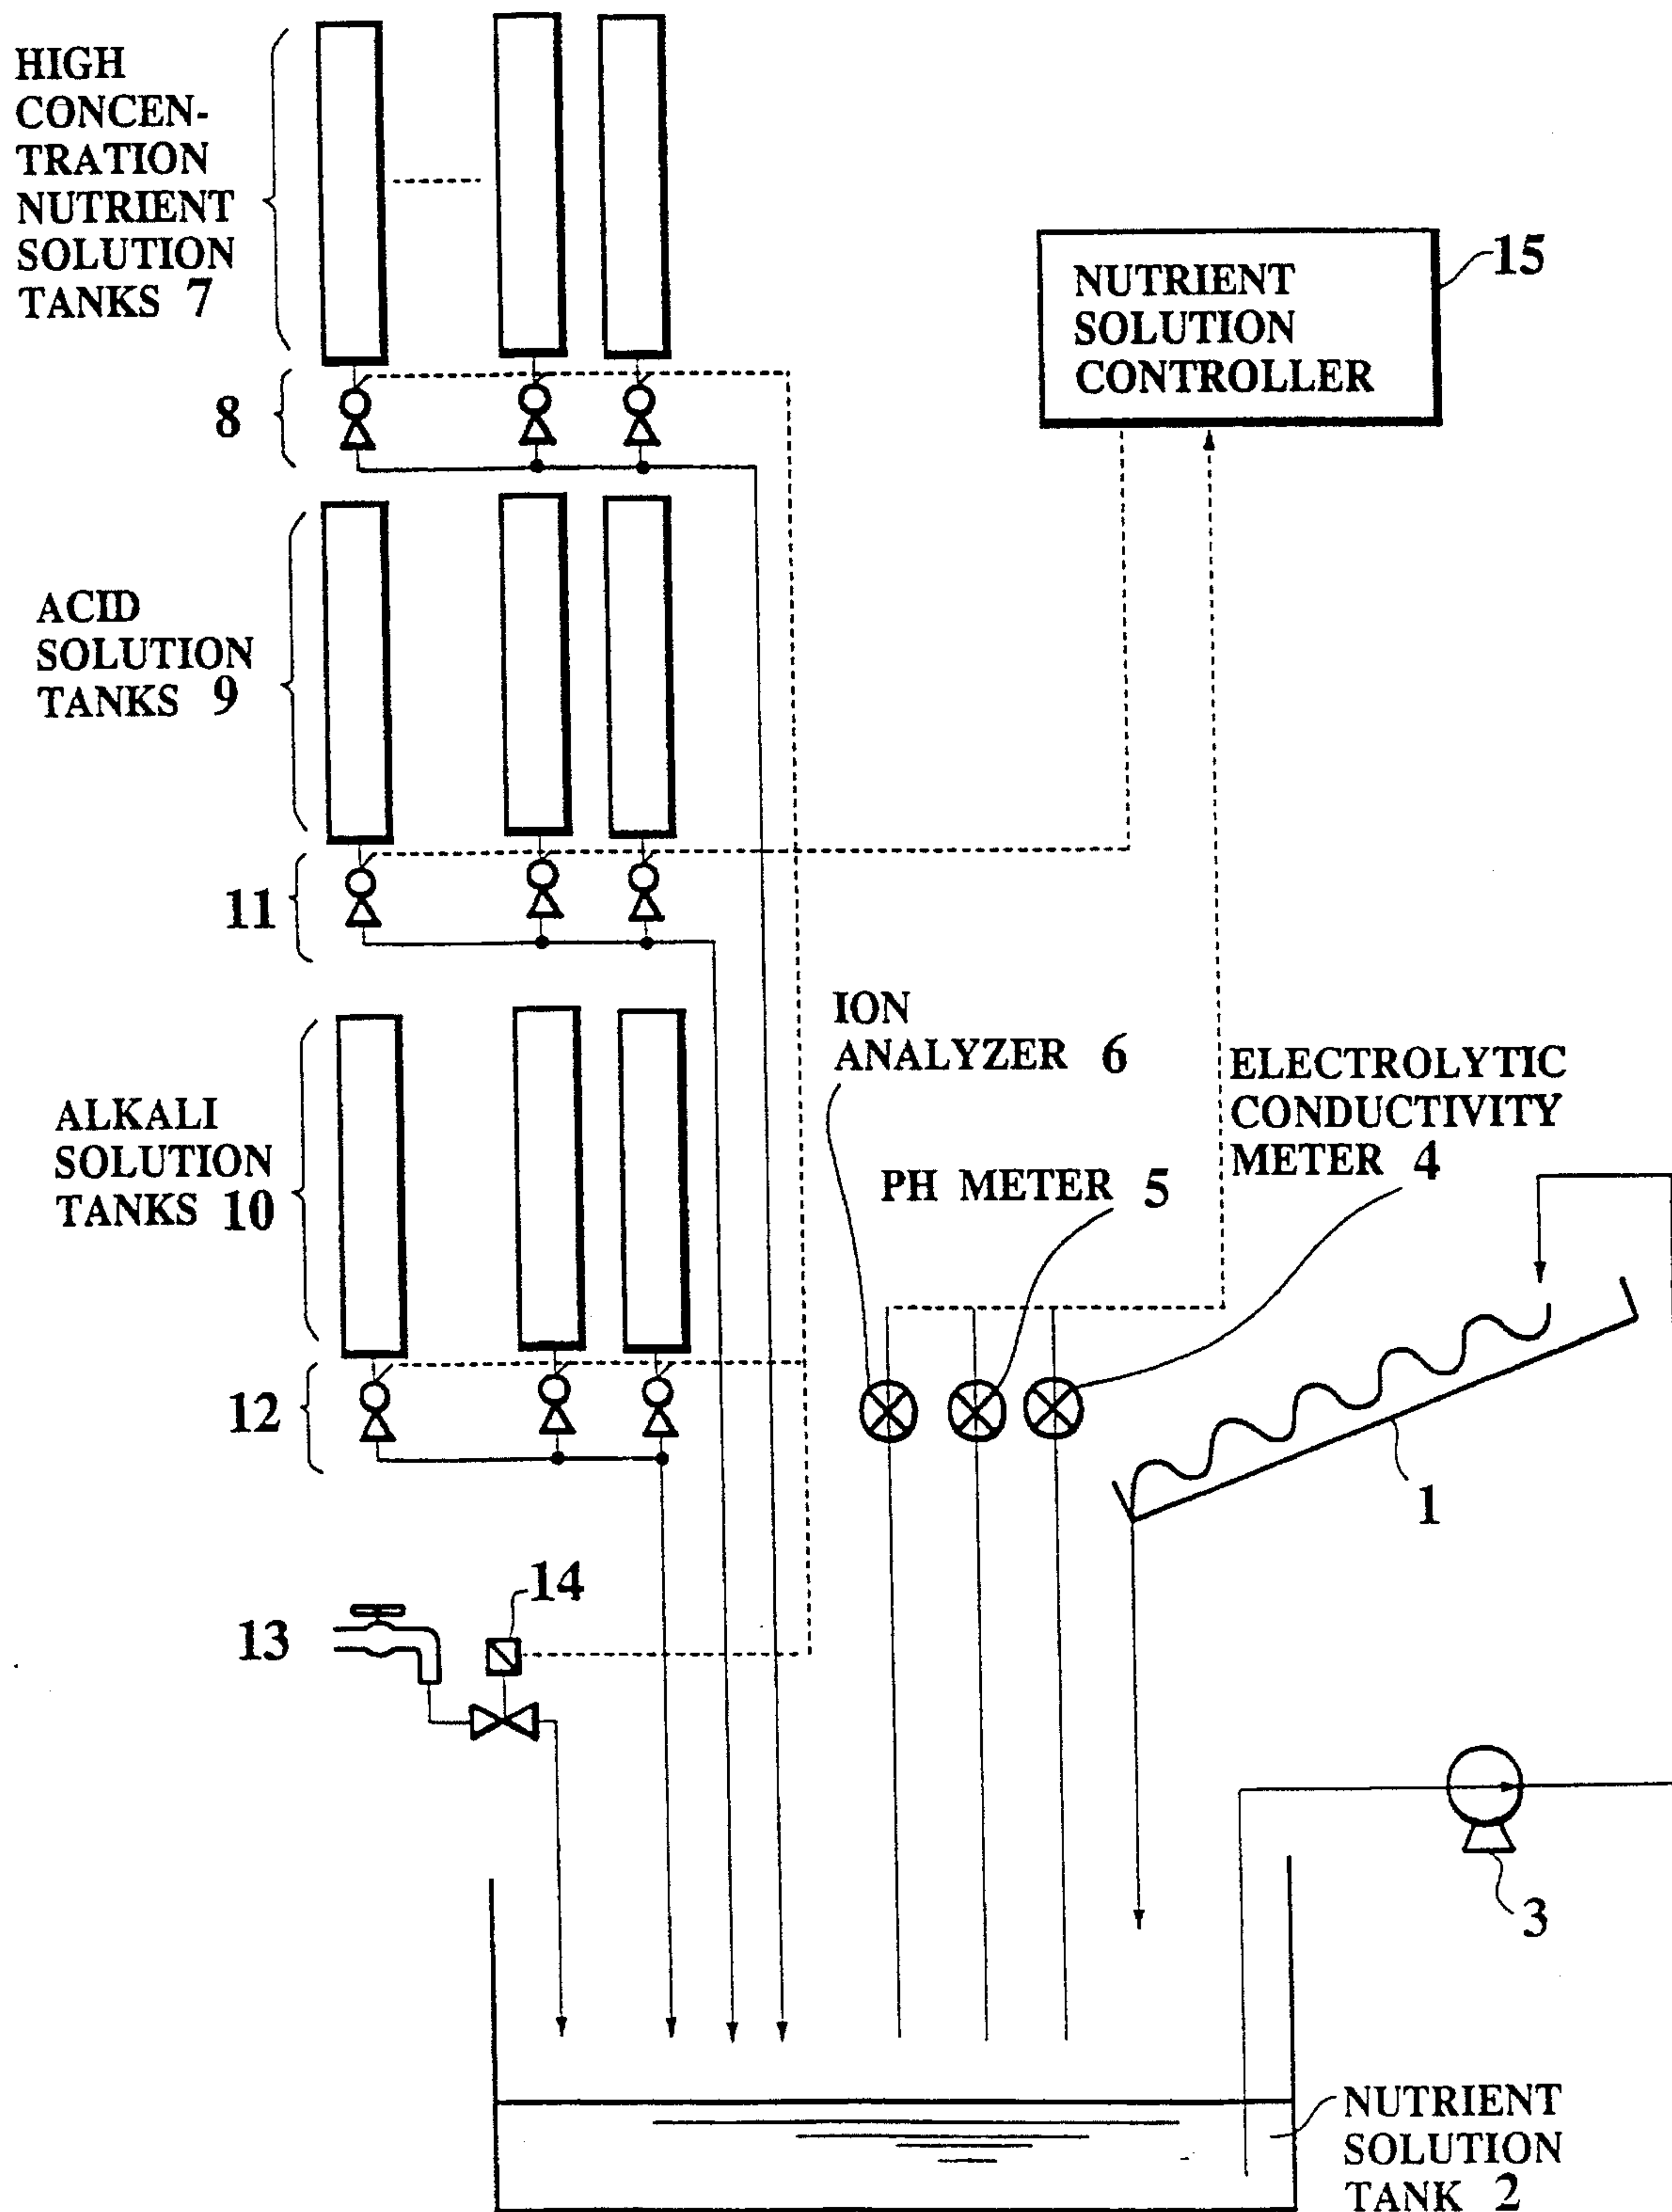 HIGH
CONCEN-
TRATION
NUTRIENT
SOLUTION
TANKS 7
8
15
NUTRIENT
SOLUTION
CONTROLLER
ACID
SOLUTION
TANKS 9
11
ION
ANALYZER 6
ELECTROLYTIC
CONDUCTIVITY
METER 4
ALKALI
SOLUTION
TANKS 10
PH METER 5
12
1
14
13
3
NUTRIENT
SOLUTION
TANK 2